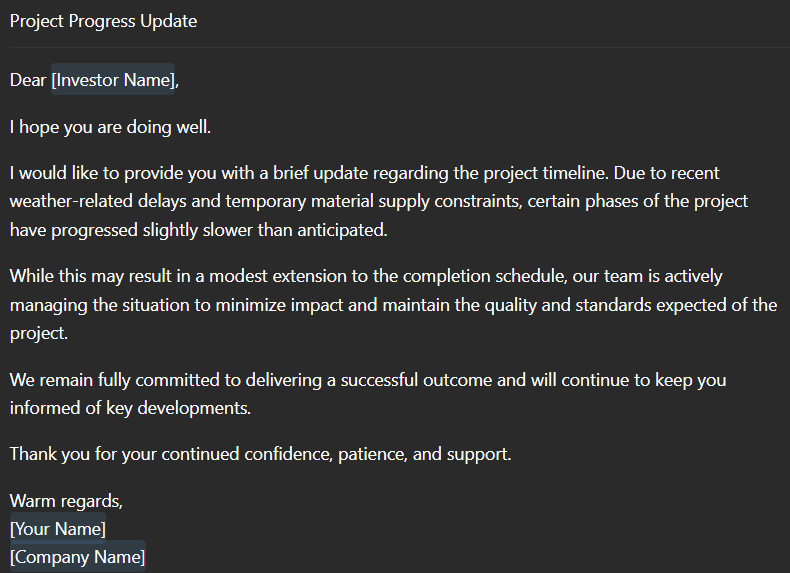 Project Progress Update
Dear [Investor Name],
I hope you are doing well.
I would like to provide you with a brief update regarding the project timeline. Due to recent
weather-related delays and temporary material supply constraints, certain phases of the project
have progressed slightly slower than anticipated.
While this may result in a modest extension to the completion schedule, our team is actively
managing the situation to minimize impact and maintain the quality and standards expected of the
project.
We remain fully committed to delivering a successful outcome and will continue to keep you
informed of key developments.
Thank you for your continued confidence, patience, and support.
Warm regards,
[Your Name]
[Company Name]